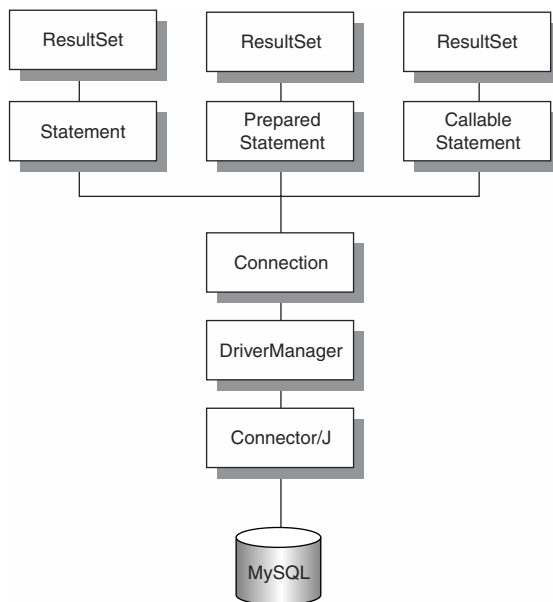 ResultSet
ResultSet
ResultSet
Statement
Prepared
Statement
Callable
Statement
Connection
DriverManager
Connector/J
MySQL